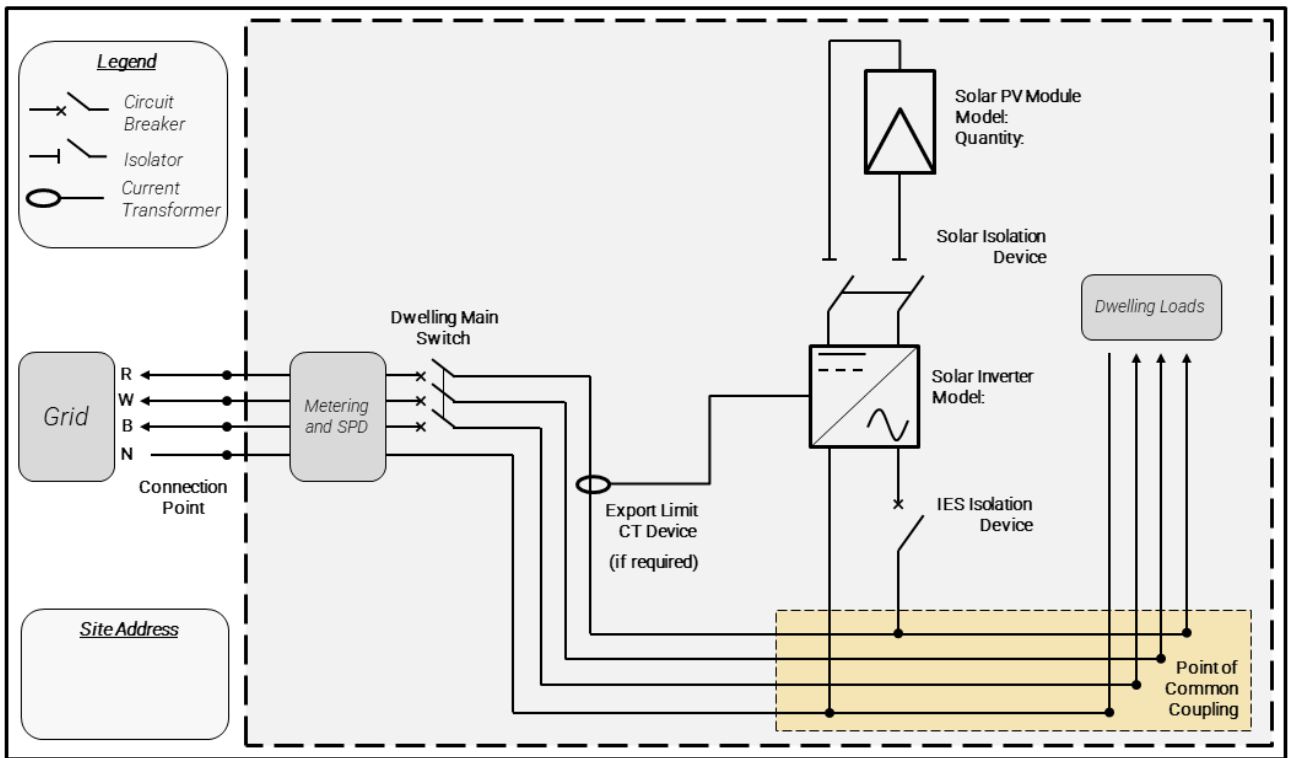 Legend
Circuit
Breaker
Isolator
Current
Transformer
Solar PV Module
Model:
Quantity:
Solar Isolation
Device
Dwelling Loads
Dwelling Main
Switch
Grid
R
W
B
N
Metering
and SPD
Solar Inverter
Model:
Connection
Point
Export Limit
CT Device
(if required)
IES Isolation
Device
Site Address
Point of
Common
Coupling